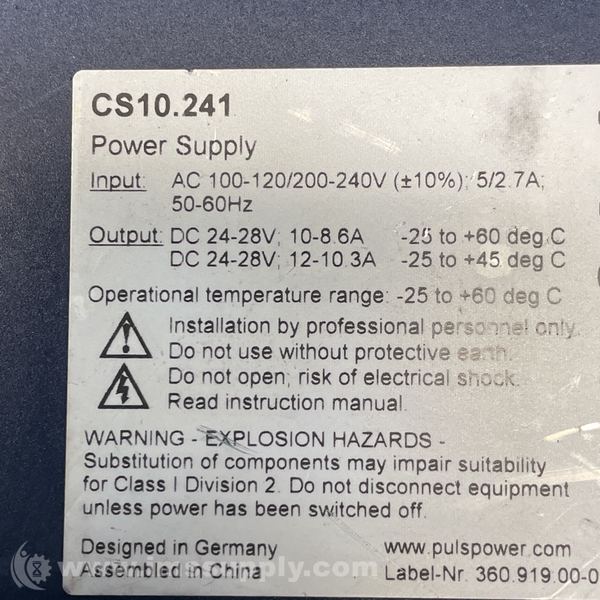 CS10.241
Power Supply
Input: AC 100-120/200-240V (±10%); 5/2.7A;
50-60Hz
Output: DC 24-28V; 10-8.6A -25 to +60 deg.C
DC 24-28V; 12-10.3A -25 to +45 deg.C
Operational temperature range: -25 to +60 deg C
Installation by professional personnel only.
Do not use without protective earth.
Do not open, risk of electrical shock.
Read instruction manual.
WARNING - EXPLOSION HAZARDS -
Substitution of components may impair suitability
for Class I Division 2. Do not disconnect equipment
unless power has been switched off.
Designed in Germany www.pulspower.com
Assembled in China Label-Nr. 360.919.00-0